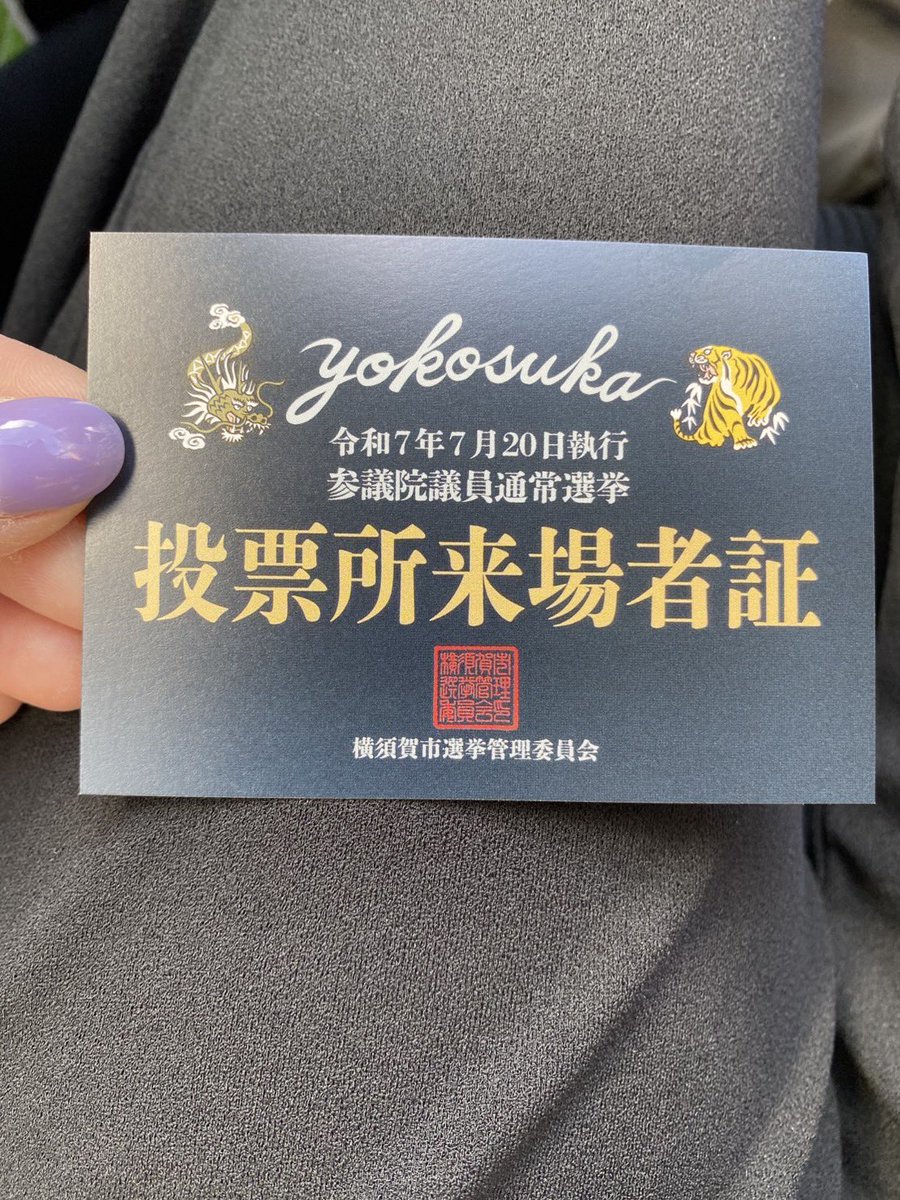 yokosuka
令和7年7月20日執行
参議院議員通常選挙
投票所来場者証
横須賀市選挙管理委員会